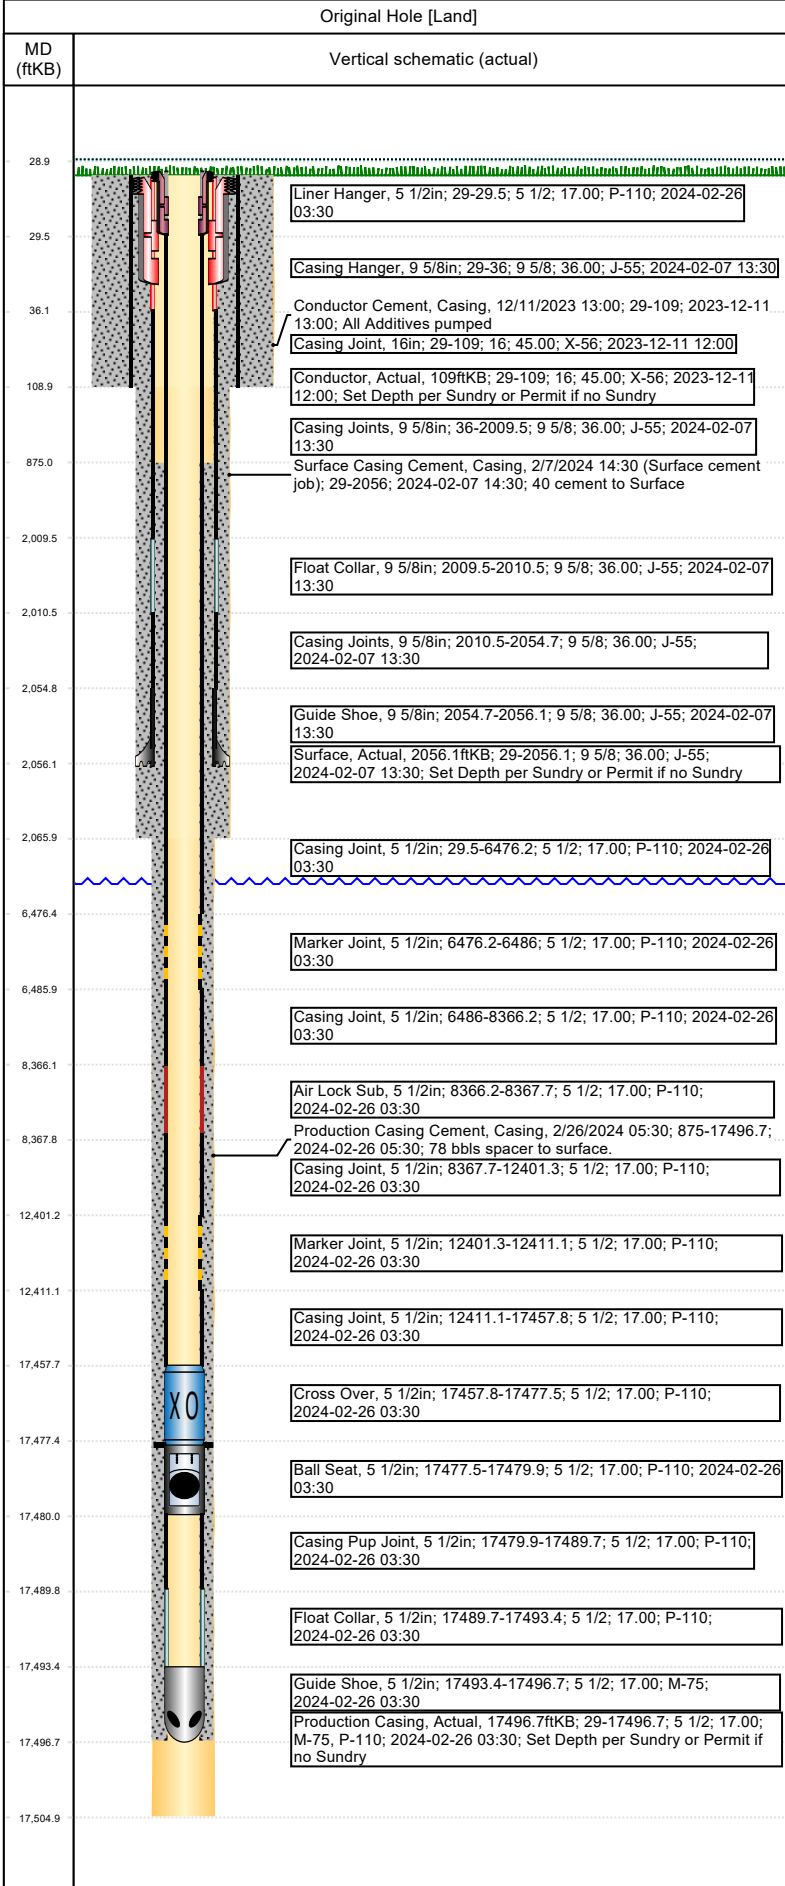 Original Hole [Land]
MD
(ftKB)
Vertical schematic (actual)
28.9
Liner Hanger, 5 1/2in; 29-29.5; 5 1/2; 17.00; P-110; 2024-02-26
03:30
29.5
Casing Hanger, 9 5/8in; 29-36; 9 5/8; 36.00; J-55; 2024-02-07 13:30
Conductor Cement, Casing, 12/11/2023 13:00; 29-109; 2023-12-11
13:00; All Additives pumped
36.1
Casing Joint, 16in; 29-109; 16; 45.00; X-56; 2023-12-11 12:00
Conductor, Actual, 109ftKB; 29-109; 16; 45.00; X-56; 2023-12-11
12:00; Set Depth per Sundry or Permit if no Sundry
108.9
Casing Joints, 9 5/8in; 36-2009.5; 9 5/8; 36.00; J-55; 2024-02-07
13:30
875.0
Surface Casing Cement, Casing, 2/7/2024 14:30 (Surface cement
job); 29-2056; 2024-02-07 14:30; 40 cement to Surface
2,009.5
Float Collar, 9 5/8in; 2009.5-2010.5; 9 5/8; 36.00; J-55; 2024-02-07
13:30
2,010.5
Casing Joints, 9 5/8in; 2010.5-2054.7; 9 5/8; 36.00; J-55;
2024-02-07 13:30
2,054.8
Guide Shoe, 9 5/8in; 2054.7-2056.1; 9 5/8; 36.00; J-55; 2024-02-07
13:30
Surface, Actual, 2056.1ftKB; 29-2056.1; 9 5/8; 36.00; J-55;
2024-02-07 13:30; Set Depth per Sundry or Permit if no Sundry
2,056.1
2,065.9
Casing Joint, 5 1/2in; 29.5-6476.2; 5 1/2; 17.00; P-110; 2024-02-26
03:30
6,476.4
Marker Joint, 5 1/2in; 6476.2-6486; 5 1/2; 17.00; P-110; 2024-02-26
03:30
6,485.9
Casing Joint, 5 1/2in; 6486-8366.2; 5 1/2; 17.00; P-110; 2024-02-26
03:30
8,366.1
Air Lock Sub, 5 1/2in; 8366.2-8367.7; 5 1/2; 17.00; P-110;
2024-02-26 03:30
Production Casing Cement, Casing, 2/26/2024 05:30; 875-17496.7;
2024-02-26 05:30; 78 bbls spacer to surface.
8,367.8
Casing Joint, 5 1/2in; 8367.7-12401.3; 5 1/2; 17.00; P-110;
2024-02-26 03:30
12,401.2
Marker Joint, 5 1/2in; 12401.3-12411.1; 5 1/2; 17.00; P-110;
2024-02-26 03:30
12,411.1
Casing Joint, 5 1/2in; 12411.1-17457.8; 5 1/2; 17.00; P-110;
2024-02-26 03:30
17,457.7
XO
Cross Over, 5 1/2in; 17457.8-17477.5; 5 1/2; 17.00; P-110;
2024-02-26 03:30
17,477.4
Ball Seat, 5 1/2in; 17477.5-17479.9; 5 1/2; 17.00; P-110; 2024-02-26
03:30
17,480.0
Casing Pup Joint, 5 1/2in; 17479.9-17489.7; 5 1/2; 17.00; P-110;
2024-02-26 03:30
17,489.8
Float Collar, 5 1/2in; 17489.7-17493.4; 5 1/2; 17.00; P-110;
2024-02-26 03:30
17,493.4
Guide Shoe, 5 1/2in; 17493.4-17496.7; 5 1/2; 17.00; M-75;
2024-02-26 03:30
Production Casing, Actual, 17496.7ftKB; 29-17496.7; 5 1/2; 17.00;
M-75, P-110; 2024-02-26 03:30; Set Depth per Sundry or Permit if
no Sundry
17,496.7
17,504.9